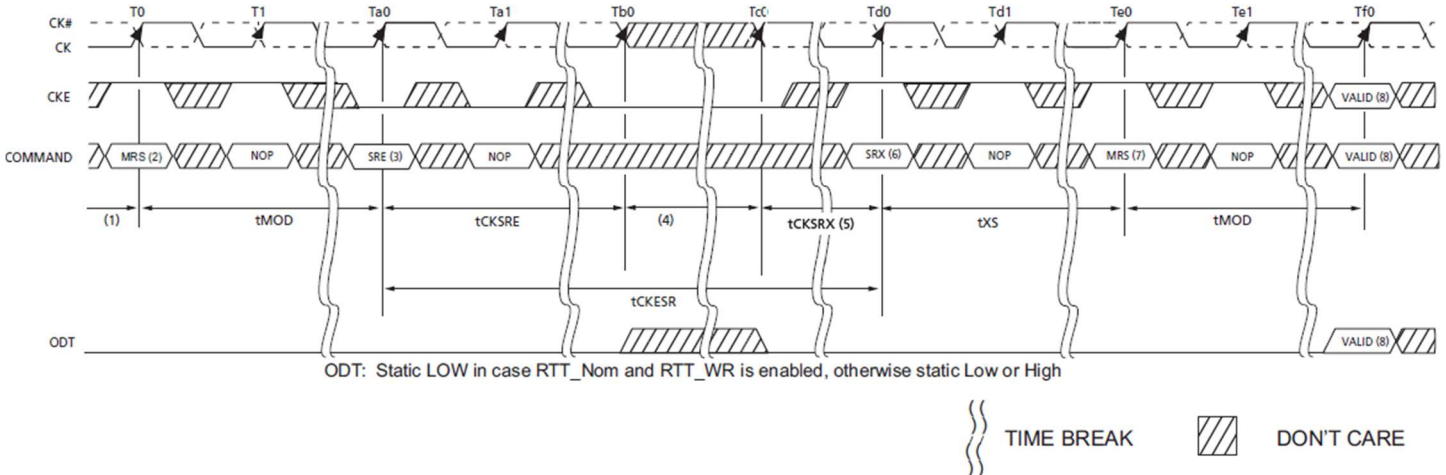 T0 T1 Ta0 Ta1 Tb0 Tc0 Td0 Td1 Te0 Te1 Tf0
CK#
CK
CKE VALID (8)
COMMAND MRS (2) NOP SRE (3) NOP SRX (6) NOP MRS (7) NOP VALID (8)
(1) tMOD tCKSRE (4) tCKSRX (5) tXS tMOD
tCKESR
ODT VALID (8)
ODT: Static LOW in case RTT_Nom and RTT_WR is enabled, otherwise static Low or High
TIME BREAK DON'T CARE